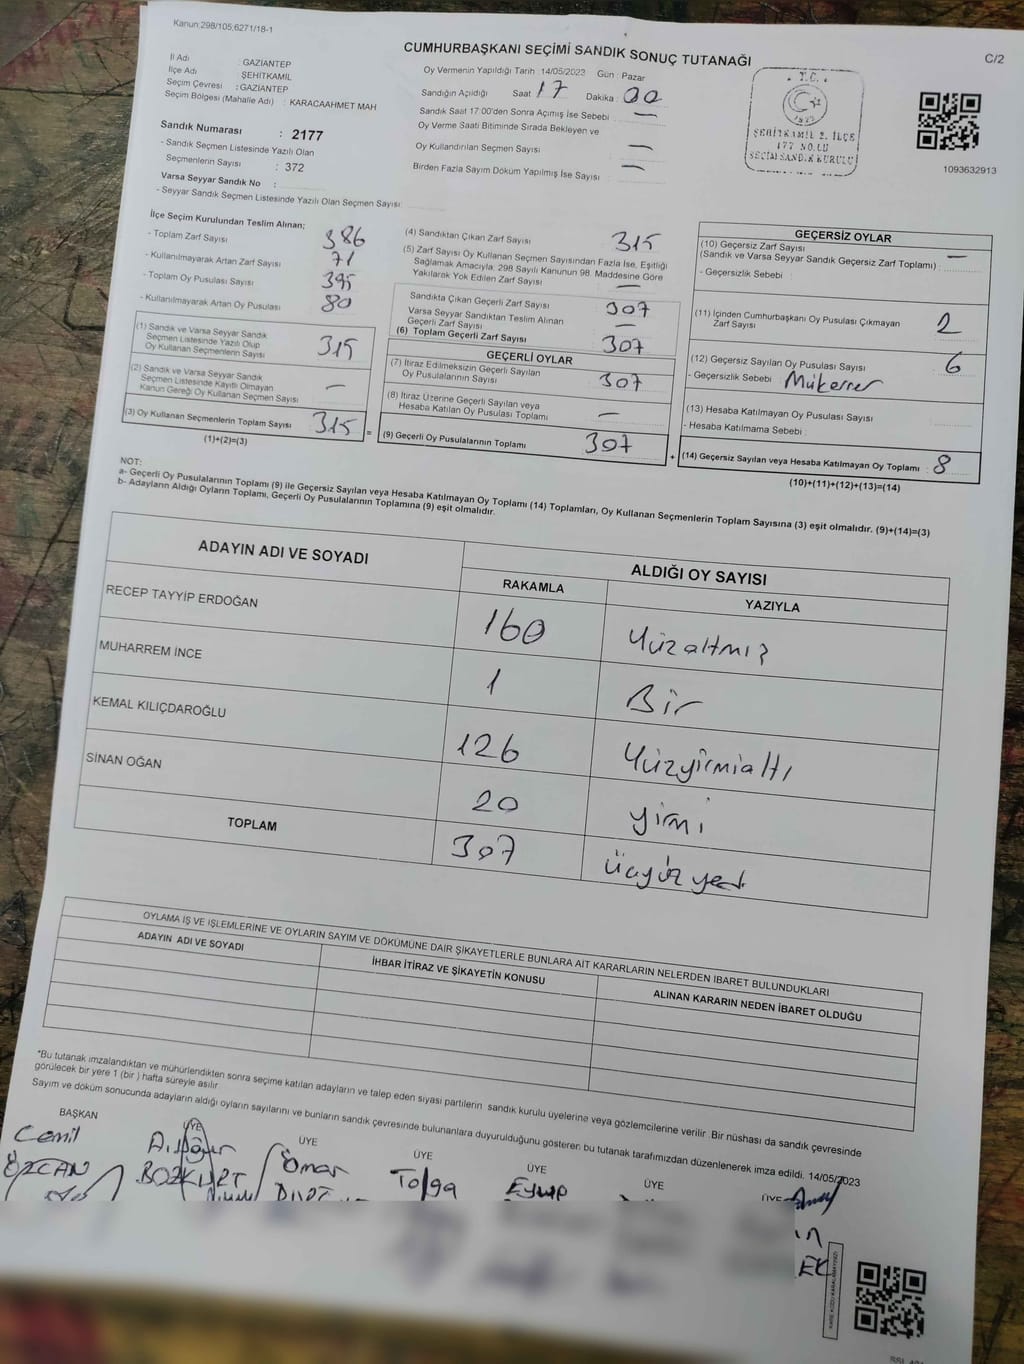 Kanun:298/105;6271/18-1
CUMHURBAŞKANI SEÇİMİ SANDIK SONUÇ TUTANAĞI
C/2
İl Adı : GAZİANTEP
İlçe Adı : ŞEHİTKAMİL
Seçim Çevresi : GAZİANTEP
Seçim Bölgesi (Mahalle Adı) : KARACAAHMET MAH
Oy Vermenin Yapıldığı Tarih 14/05/2023 Gün : Pazar
Sandığın Açıldığı Saat 17 Dakika 00
Sandık Saat 17:00'den Sonra Açımış İse Sebebi —
Oy Verme Saati Bitiminde Sırada Bekleyen ve
Oy Kullandırılan Seçmen Sayısı —
Birden Fazla Sayım Döküm Yapılmış İse Sayısı —
T.C.
ŞEHİTKAMİL 2. İLÇE
177 NO.LU
SEÇİM SANDIK KURULU
1093632913
Sandık Numarası : 2177
- Sandık Seçmen Listesinde Yazılı Olan
Seçmenlerin Sayısı : 372
Varsa Seyyar Sandık No :
- Seyyar Sandık Seçmen Listesinde Yazılı Olan Seçmen Sayısı:
İlçe Seçim Kurulundan Teslim Alınan;
- Toplam Zarf Sayısı 386
- Kullanılmayarak Artan Zarf Sayısı 71
- Toplam Oy Pusulası Sayısı 395
- Kullanılmayarak Artan Oy Pusulası 80
(1) Sandık ve Varsa Seyyar Sandık
Seçmen Listesinde Yazılı Olup
Oy Kullanan Seçmenlerin Sayısı 315
(2) Sandık ve Varsa Seyyar Sandık
Seçmen Listesinde Kayıtlı Olmayan
Kanun Gereği Oy Kullanan Seçmen Sayısı —
(3) Oy Kullanan Seçmenlerin Toplam Sayısı 315 =
(1)+(2)=(3)
(4) Sandıktan Çıkan Zarf Sayısı 315
(5) Zarf Sayısı Oy Kullanan Seçmen Sayısından Fazla İse, Eşitliği
Sağlamak Amacıyla; 298 Sayılı Kanunun 98. Maddesine Göre
Yakılarak Yok Edilen Zarf Sayısı —
Sandıkta Çıkan Geçerli Zarf Sayısı 307
Varsa Seyyar Sandıktan Teslim Alınan
Geçerli Zarf Sayısı —
(6) Toplam Geçerli Zarf Sayısı 307
GEÇERLİ OYLAR
(7) İtiraz Edilmeksizin Geçerli Sayılan
Oy Pusulalarının Sayısı 307
(8) İtiraz Üzerine Geçerli Sayılan veya
Hesaba Katılan Oy Pusulası Toplamı —
(9) Geçerli Oy Pusulalarının Toplamı 307 +
GEÇERSİZ OYLAR
(10) Geçersiz Zarf Sayısı
(Sandık ve Varsa Seyyar Sandık Geçersiz Zarf Toplamı) : —
- Geçersizlik Sebebi :
(11) İçinden Cumhurbaşkanı Oy Pusulası Çıkmayan
Zarf Sayısı 2
(12) Geçersiz Sayılan Oy Pusulası Sayısı : 6
- Geçersizlik Sebebi : Mükerrer
(13) Hesaba Katılmayan Oy Pusulası Sayısı
- Hesaba Katılmama Sebebi :
(14) Geçersiz Sayılan veya Hesaba Katılmayan Oy Toplamı : 8
(10)+(11)+(12)+(13)=(14)
NOT:
a- Geçerli Oy Pusulalarının Toplamı (9) ile Geçersiz Sayılan veya Hesaba Katılmayan Oy Toplamı (14) Toplamları, Oy Kullanan Seçmenlerin Toplam Sayısına (3) eşit olmalıdır. (9)+(14)=(3)
b- Adayların Aldığı Oyların Toplamı, Geçerli Oy Pusulalarının Toplamına (9) eşit olmalıdır.
ADAYIN ADI VE SOYADI
ALDIĞI OY SAYISI
RAKAMLA
YAZIYLA
RECEP TAYYİP ERDOĞAN 160 Yüzaltmış
MUHARREM İNCE 1 Bir
KEMAL KILIÇDAROĞLU 126 Yüzyirmialtı
SİNAN OĞAN 20 yirmi
TOPLAM 307 üçyüzyedi
OYLAMA İŞ VE İŞLEMLERİNE VE OYLARIN SAYIM VE DÖKÜMÜNE DAİR ŞİKAYETLERLE BUNLARA AİT KARARLARIN NELERDEN İBARET BULUNDUKLARI
ADAYIN ADI VE SOYADI
İHBAR İTİRAZ VE ŞİKAYETİN KONUSU
ALINAN KARARIN NEDEN İBARET OLDUĞU
*Bu tutanak imzalandıktan ve mühürlendikten sonra seçime katılan adayların ve talep eden siyasi partilerin sandık kurulu üyelerine veya gözlemcilerine verilir. Bir nüshası da sandık çevresinde
görülecek bir yere 1 (bir ) hafta süreyle asılır.
Sayım ve döküm sonucunda adayların aldığı oyların sayılarını ve bunların sandık çevresinde bulunanlara duyurulduğunu gösteren bu tutanak tarafımızdan düzenlenerek imza edildi. 14/05/2023
BAŞKAN ÜYE ÜYE ÜYE ÜYE ÜYE ÜYE
Cemil Ömar Tolga Eyyup
ÖZCAN BOZKURT
EK